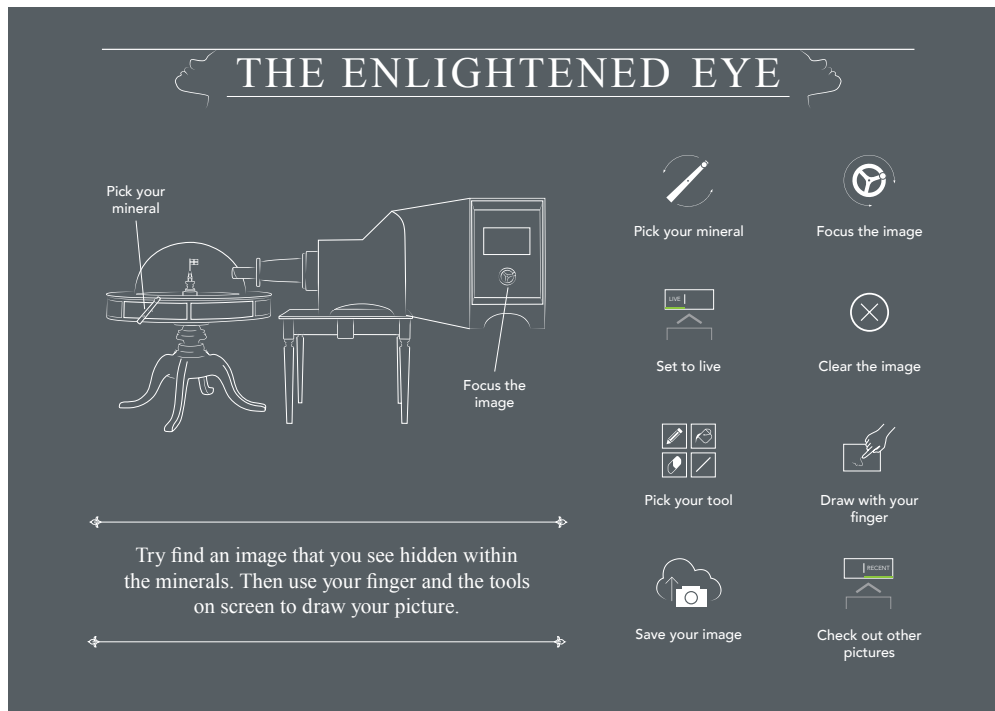 THE ENLIGHTENED EYE
Pick your
mineral
Focus the
image
Try find an image that you see hidden within
the minerals. Then use your finger and the tools
on screen to draw your picture.
Pick your mineral
Focus the image
LIVE
Set to live
Clear the image
Pick your tool
Draw with your
finger
Save your image
RECENT
Check out other
pictures